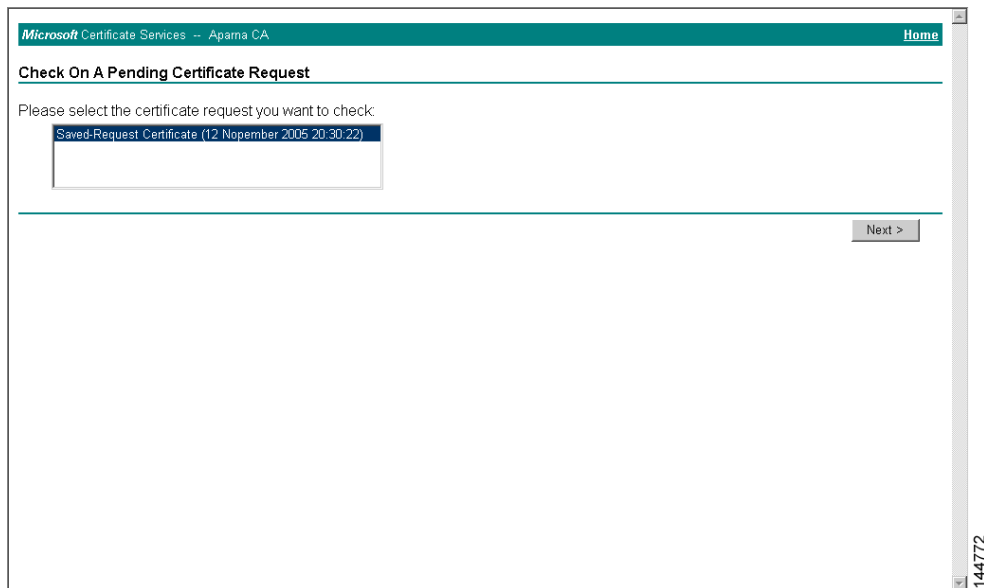 Microsoft Certificate Services -- Aparna CA Home
Check On A Pending Certificate Request
Please select the certificate request you want to check:
Saved-Request Certificate (12 Nopember 2005 20:30:22)
Next >
144772